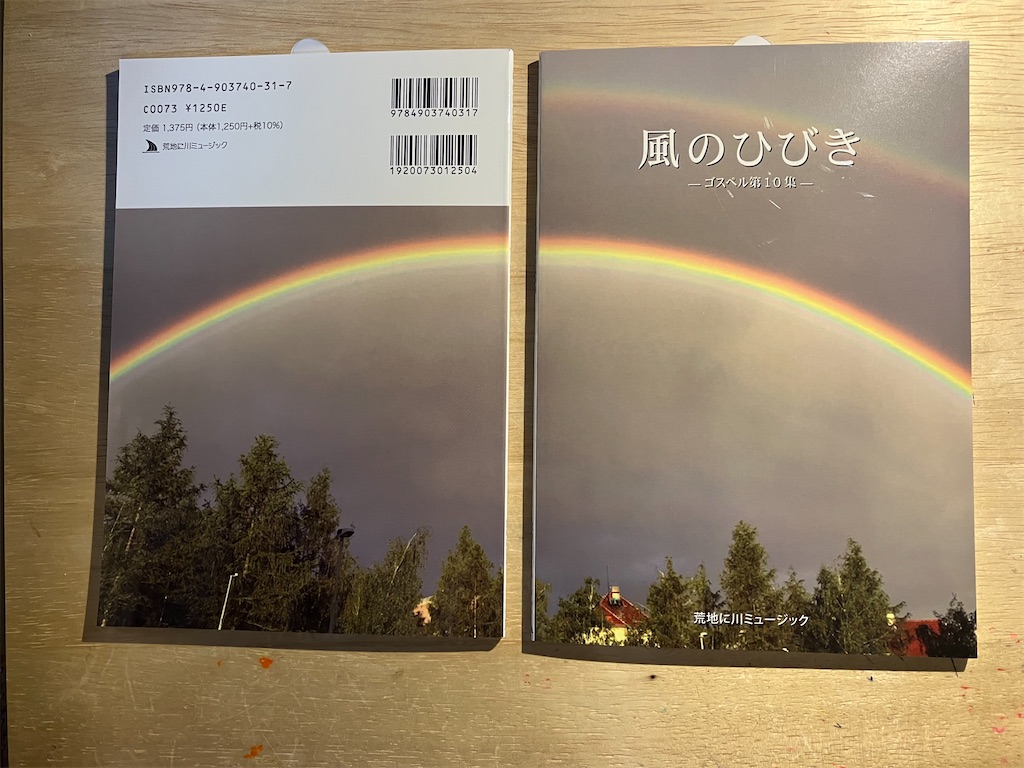 ISBN978-4-903740-31-7
C0073 ¥1250E
定価 1,375円 (本体1,250円+税10%)
荒地に川ミュージック
9784903740317
1920073012504
風のひびき
— ゴスペル第10集 —
荒地に川ミュージック